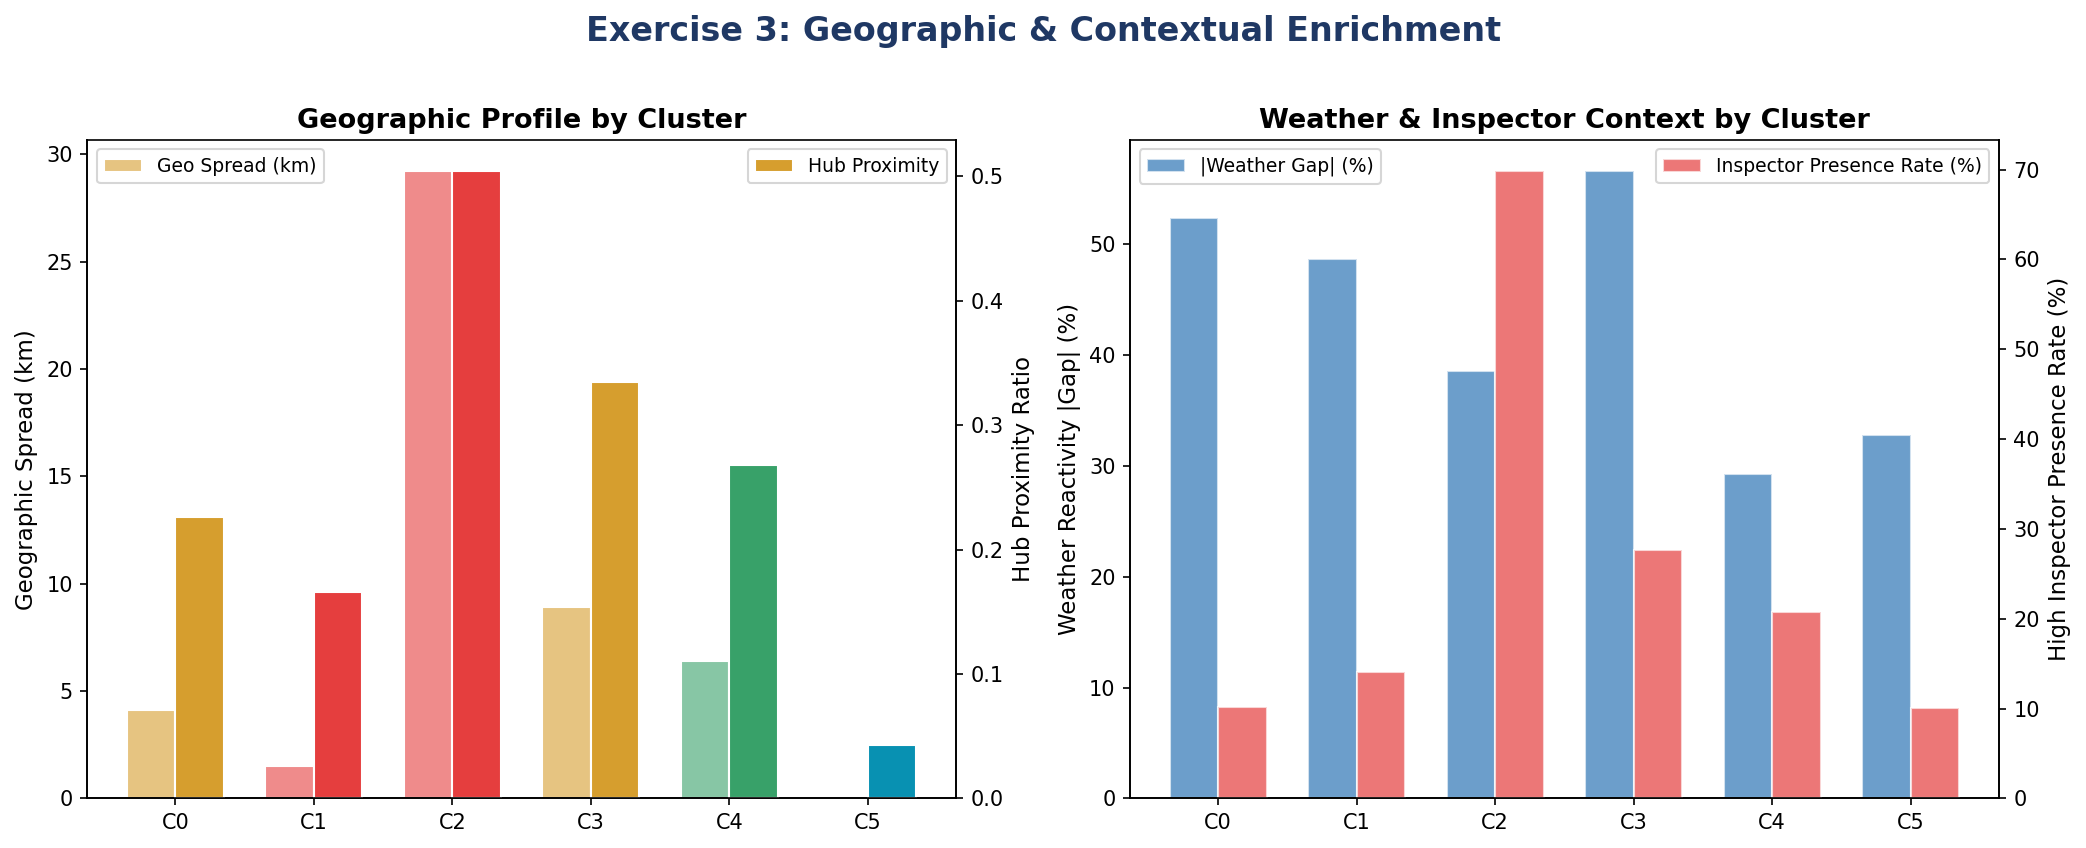 Exercise 3: Geographic & Contextual Enrichment
Geographic Profile by Cluster
Geo Spread (km)
Hub Proximity
Geographic Spread (km)
30
25
20
15
10
5
0
0.5
0.4
0.3
0.2
0.1
0.0
Hub Proximity Ratio
C0 C1 C2 C3 C4 C5
Weather & Inspector Context by Cluster
|Weather Gap| (%)
Inspector Presence Rate (%)
Weather Reactivity |Gap| (%)
50
40
30
20
10
0
70
60
50
40
30
20
10
0
High Inspector Presence Rate (%)
C0 C1 C2 C3 C4 C5